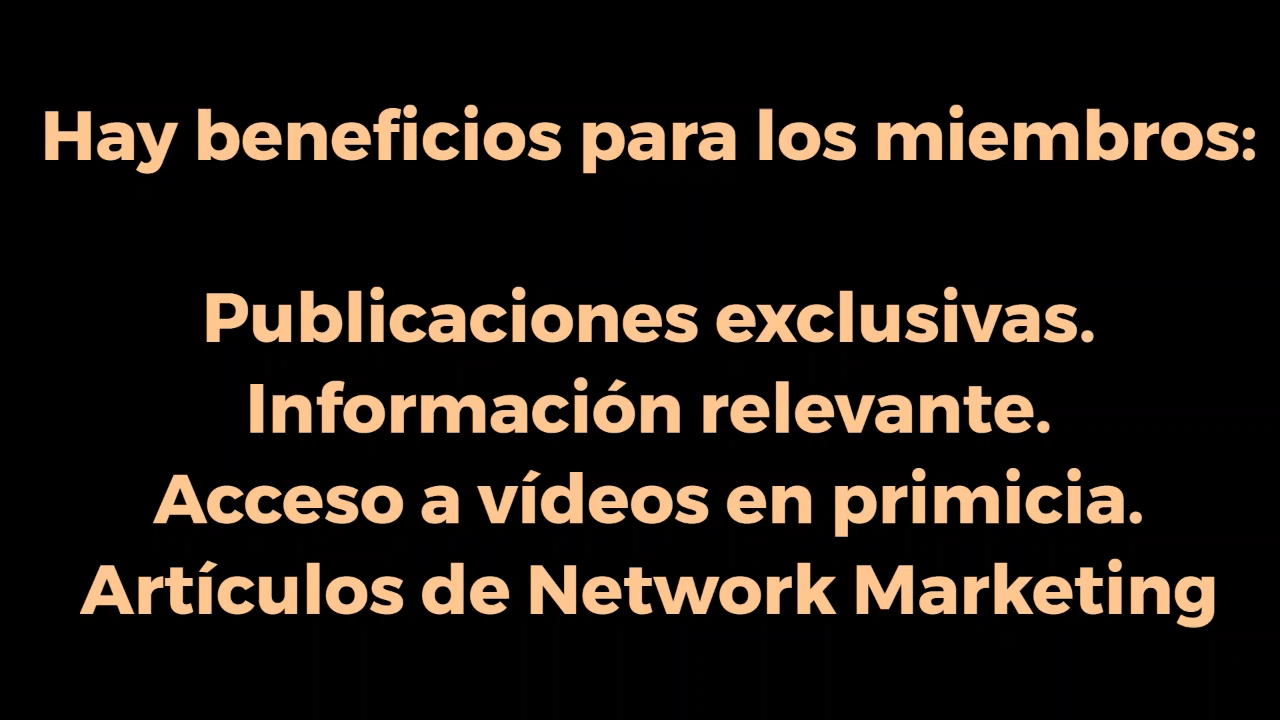 Hay beneficios para los miembros:
Publicaciones exclusivas.
Información relevante.
Acceso a vídeos en primicia.
Artículos de Network Marketing